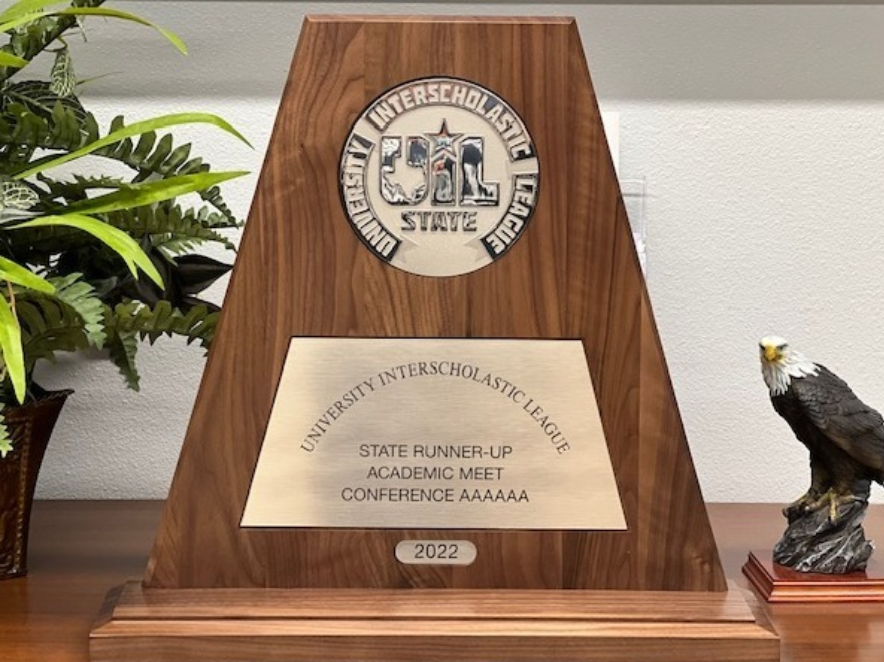 UNIVERSITY INTERSCHOLASTIC LEAGUE
UIL
STATE
UNIVERSITY INTERSCHOLASTIC LEAGUE
STATE RUNNER-UP
ACADEMIC MEET
CONFERENCE AAAAAA
2022